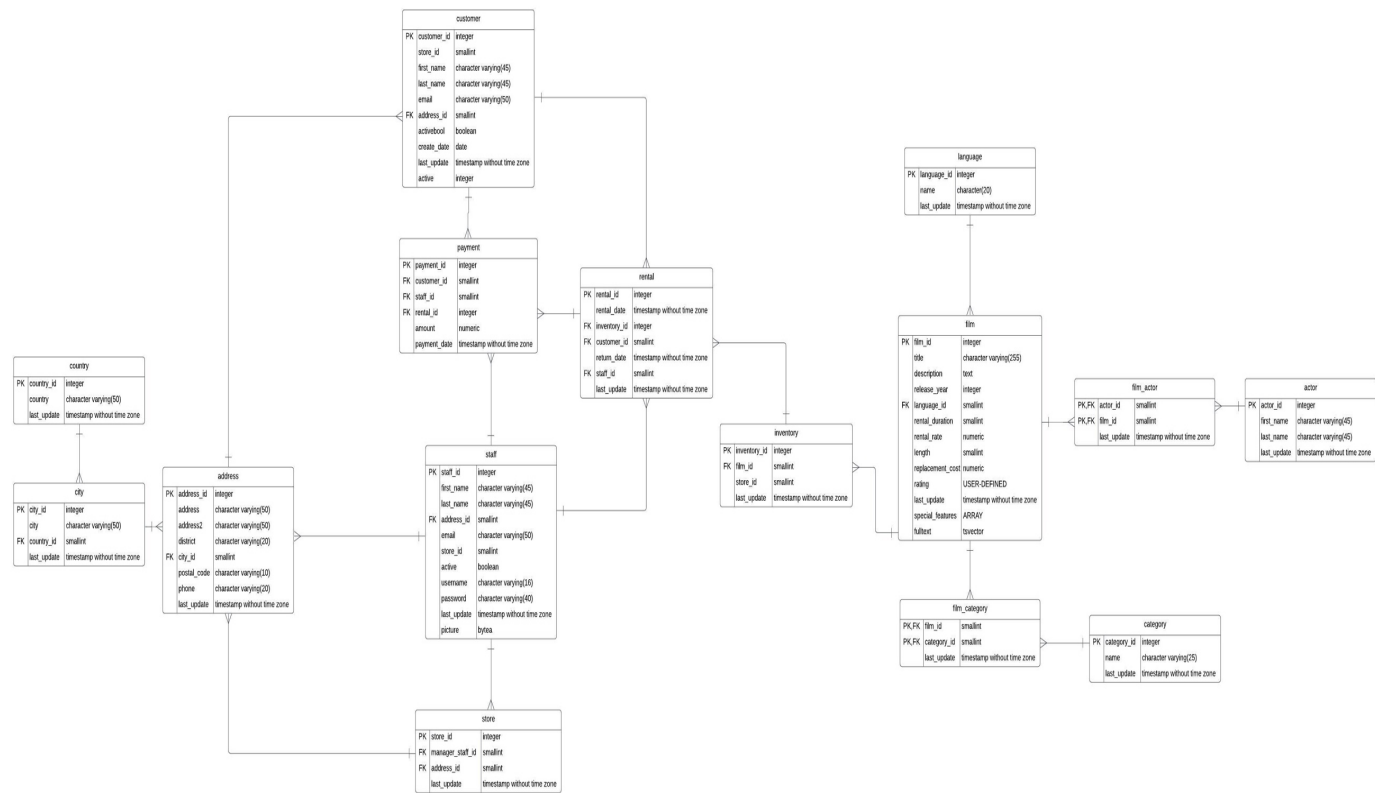 customer
PK customer_id integer
store_id smallint
first_name character varying(45)
last_name character varying(45)
email character varying(50)
FK address_id smallint
activebool boolean
create_date date
last_update timestamp without time zone
active integer
language
PK language_id integer
name character(20)
last_update timestamp without time zone
payment
PK payment_id integer
FK customer_id smallint
FK staff_id smallint
FK rental_id integer
amount numeric
payment_date timestamp without time zone
rental
PK rental_id integer
rental_date timestamp without time zone
FK inventory_id integer
FK customer_id smallint
return_date timestamp without time zone
FK staff_id smallint
last_update timestamp without time zone
film
PK film_id integer
title character varying(255)
description text
release_year integer
FK language_id smallint
rental_duration smallint
rental_rate numeric
length smallint
replacement_cost numeric
rating USER-DEFINED
last_update timestamp without time zone
special_features ARRAY
fulltext tsvector
film_actor
PK,FK actor_id smallint
PK,FK film_id smallint
last_update timestamp without time zone
actor
PK actor_id integer
first_name character varying(45)
last_name character varying(45)
last_update timestamp without time zone
country
PK country_id integer
country character varying(50)
last_update timestamp without time zone
city
PK city_id integer
city character varying(50)
FK country_id smallint
last_update timestamp without time zone
address
PK address_id integer
address character varying(50)
address2 character varying(50)
district character varying(20)
FK city_id smallint
postal_code character varying(10)
phone character varying(20)
last_update timestamp without time zone
staff
PK staff_id integer
first_name character varying(45)
last_name character varying(45)
FK address_id smallint
email character varying(50)
store_id smallint
active boolean
username character varying(16)
password character varying(40)
last_update timestamp without time zone
picture bytea
inventory
PK inventory_id integer
FK film_id smallint
store_id smallint
last_update timestamp without time zone
film_category
PK,FK film_id smallint
PK,FK category_id smallint
last_update timestamp without time zone
category
PK category_id integer
name character varying(25)
last_update timestamp without time zone
store
PK store_id integer
FK manager_staff_id smallint
FK address_id smallint
last_update timestamp without time zone